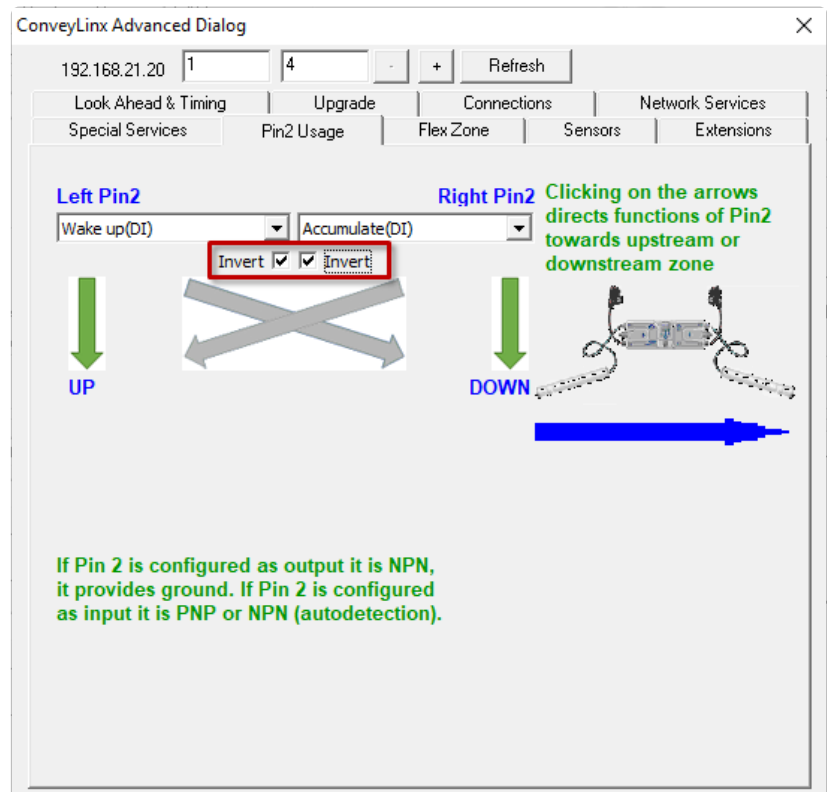 ConveyLinx Advanced Dialog
192.168.21.20 1 4 - + Refresh
Look Ahead & Timing Upgrade Connections Network Services
Special Services Pin2 Usage Flex Zone Sensors Extensions
Left Pin2 Right Pin2
Wake up(DI) Accumulate(DI)
Invert Invert
UP DOWN
Clicking on the arrows
directs functions of Pin2
towards upstream or
downstream zone
If Pin 2 is configured as output it is NPN,
it provides ground. If Pin 2 is configured
as input it is PNP or NPN (autodetection).